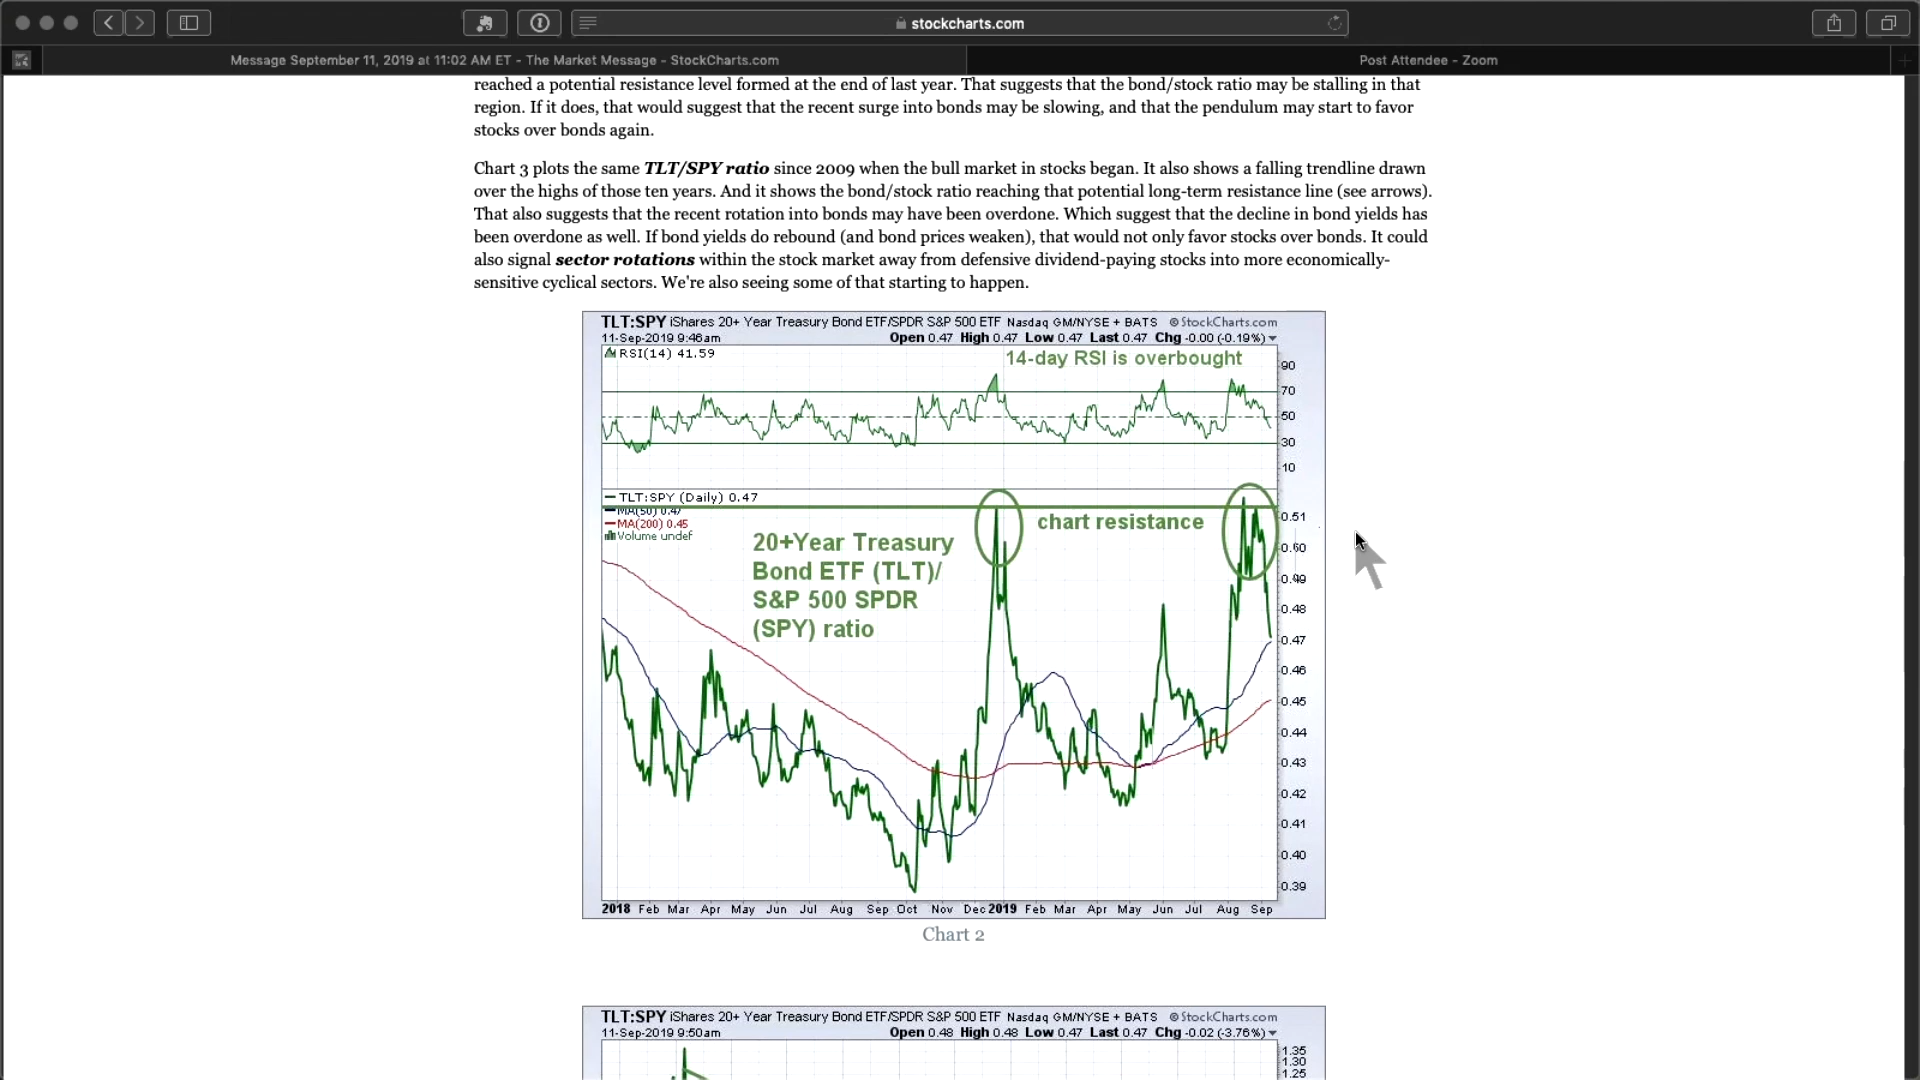 stockcharts.com
Message September 11, 2019 at 11:02 AM ET - The Market Message - StockCharts.com
Post Attendee - Zoom
reached a potential resistance level formed at the end of last year. That suggests that the bond/stock ratio may be stalling in that
region. If it does, that would suggest that the recent surge into bonds may be slowing, and that the pendulum may start to favor
stocks over bonds again.
Chart 3 plots the same TLT/SPY ratio since 2009 when the bull market in stocks began. It also shows a falling trendline drawn
over the highs of those ten years. And it shows the bond/stock ratio reaching that potential long-term resistance line (see arrows).
That also suggests that the recent rotation into bonds may have been overdone. Which suggest that the decline in bond yields has
been overdone as well. If bond yields do rebound (and bond prices weaken), that would not only favor stocks over bonds. It could
also signal sector rotations within the stock market away from defensive dividend-paying stocks into more economically-
sensitive cyclical sectors. We're also seeing some of that starting to happen.
TLT:SPY iShares 20+ Year Treasury Bond ETF/SPDR S&P 500 ETF Nasdaq GM/NYSE + BATS © StockCharts.com
11-Sep-2019 9:46am Open 0.47 High 0.47 Low 0.47 Last 0.47 Chg -0.00 (-0.19%)
RSI(14) 41.59
14-day RSI is overbought
90
70
50
30
10
TLT:SPY (Daily) 0.47
MA(50) 0.47
MA(200) 0.45
Volume undef
chart resistance
20+Year Treasury
Bond ETF (TLT)/
S&P 500 SPDR
(SPY) ratio
0.51
0.50
0.49
0.48
0.47
0.46
0.45
0.44
0.43
0.42
0.41
0.40
0.39
2018 Feb Mar Apr May Jun Jul Aug Sep Oct Nov Dec 2019 Feb Mar Apr May Jun Jul Aug Sep
Chart 2
TLT:SPY iShares 20+ Year Treasury Bond ETF/SPDR S&P 500 ETF Nasdaq GM/NYSE + BATS © StockCharts.com
11-Sep-2019 9:50am Open 0.48 High 0.48 Low 0.47 Last 0.47 Chg -0.02 (-3.76%)
1.35
1.30
1.25